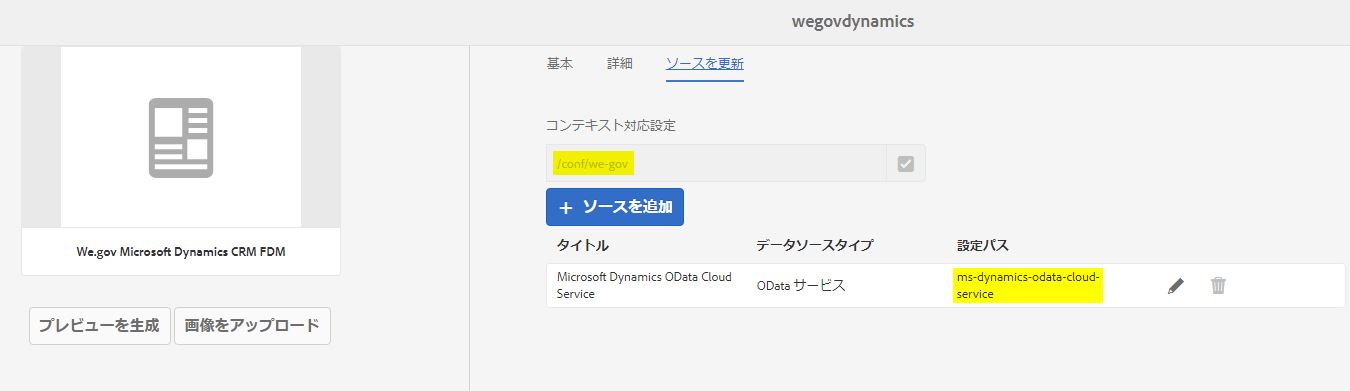 wegovdynamics
We.gov Microsoft Dynamics CRM FDM
プレビューを生成 画像をアップロード
基本 詳細 ソースを更新
コンテキスト対応設定
/conf/we-gov
+ ソースを追加
タイトル データソースタイプ 設定パス
Microsoft Dynamics OData Cloud
Service
OData サービス
ms-dynamics-odata-cloud-
service